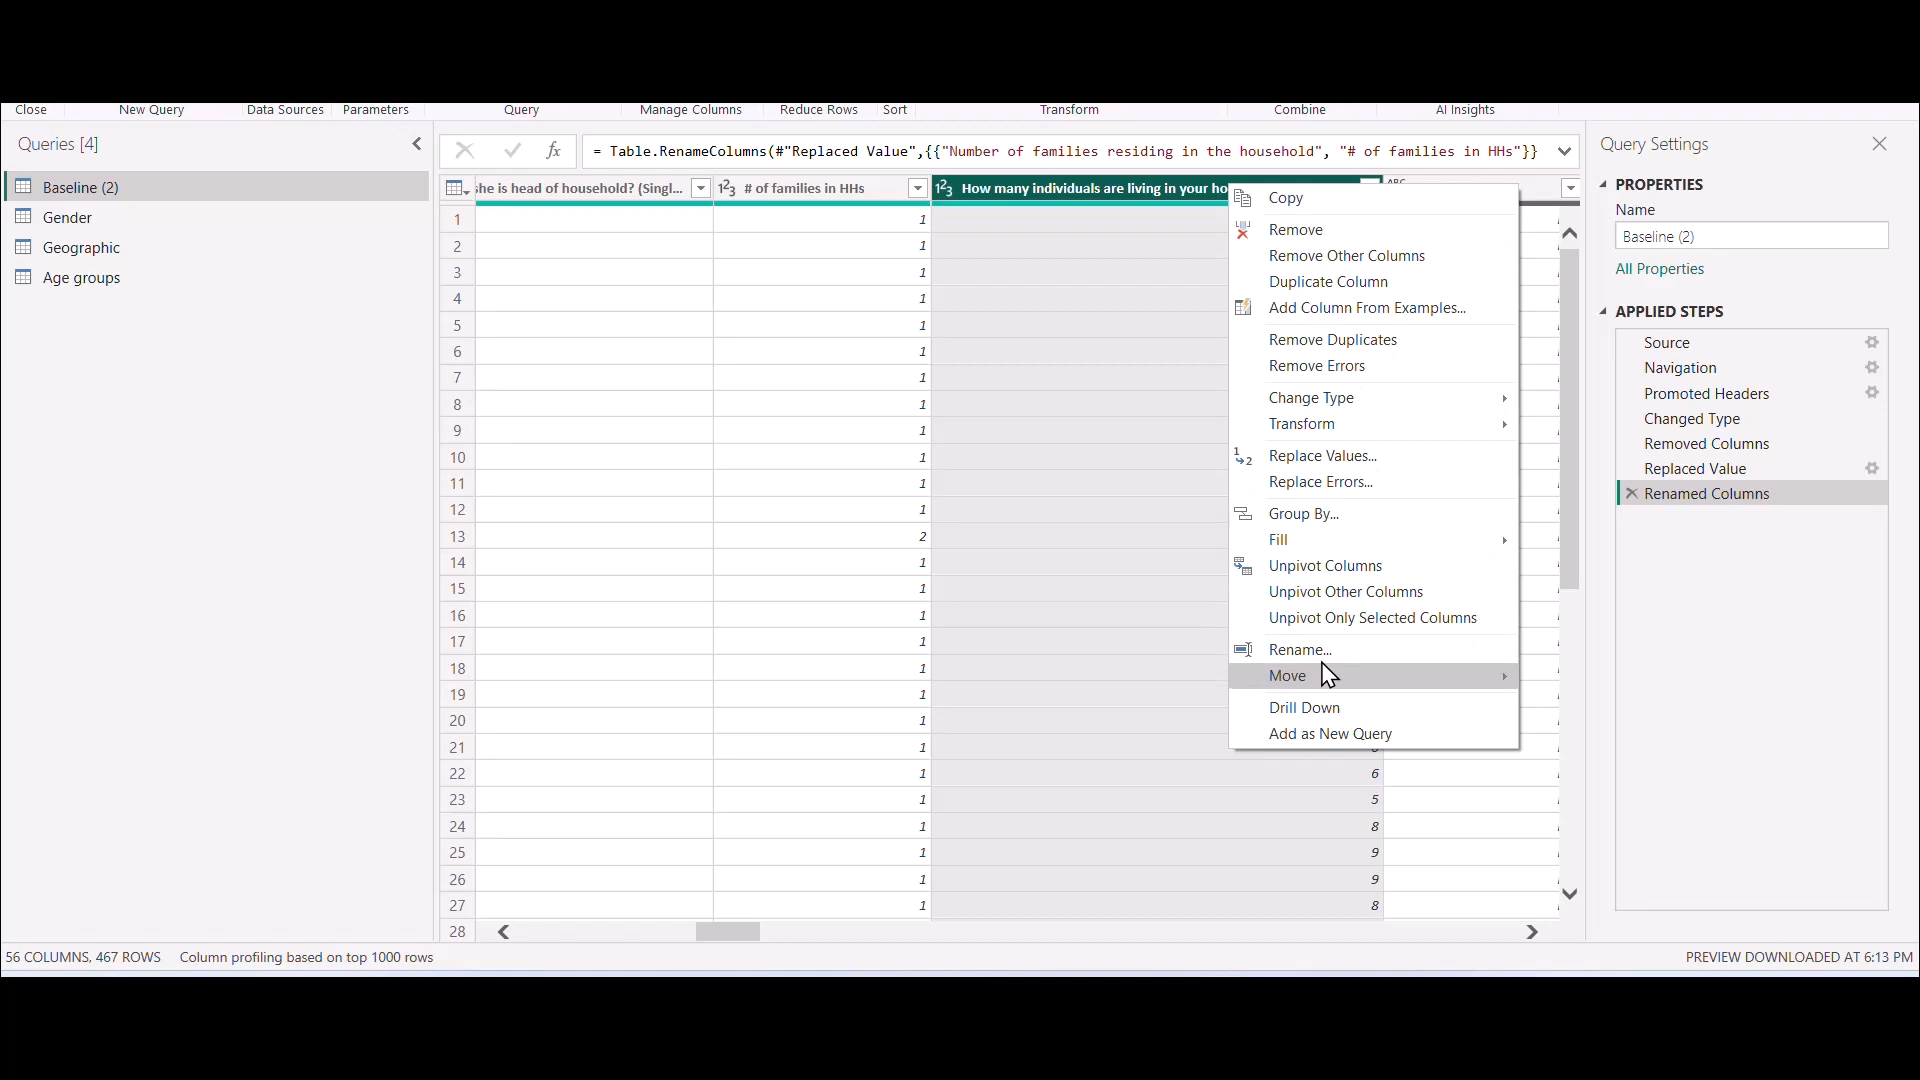 Close New Query Data Sources Parameters Query Manage Columns Reduce Rows Sort Transform Combine AI Insights
Queries [4]
Baseline (2)
Gender
Geographic
Age groups
fx = Table.RenameColumns(#"Replaced Value",{{"Number of families residing in the household", "# of families in HHs"}}
she is head of household? (Singl... 123 # of families in HHs 123 How many individuals are living in your ho ABC
1 1
2 1
3 1
4 1
5 1
6 1
7 1
8 1
9 1
10 1
11 1
12 1
13 2
14 1
15 1
16 1
17 1
18 1
19 1
20 1
21 1
22 1 6
23 1 5
24 1 8
25 1 9
26 1 9
27 1 8
28
Copy
Remove
Remove Other Columns
Duplicate Column
Add Column From Examples...
Remove Duplicates
Remove Errors
Change Type
Transform
Replace Values...
Replace Errors...
Group By...
Fill
Unpivot Columns
Unpivot Other Columns
Unpivot Only Selected Columns
Rename...
Move
Drill Down
Add as New Query
Query Settings
PROPERTIES
Name
Baseline (2)
All Properties
APPLIED STEPS
Source
Navigation
Promoted Headers
Changed Type
Removed Columns
Replaced Value
Renamed Columns
56 COLUMNS, 467 ROWS Column profiling based on top 1000 rows PREVIEW DOWNLOADED AT 6:13 PM